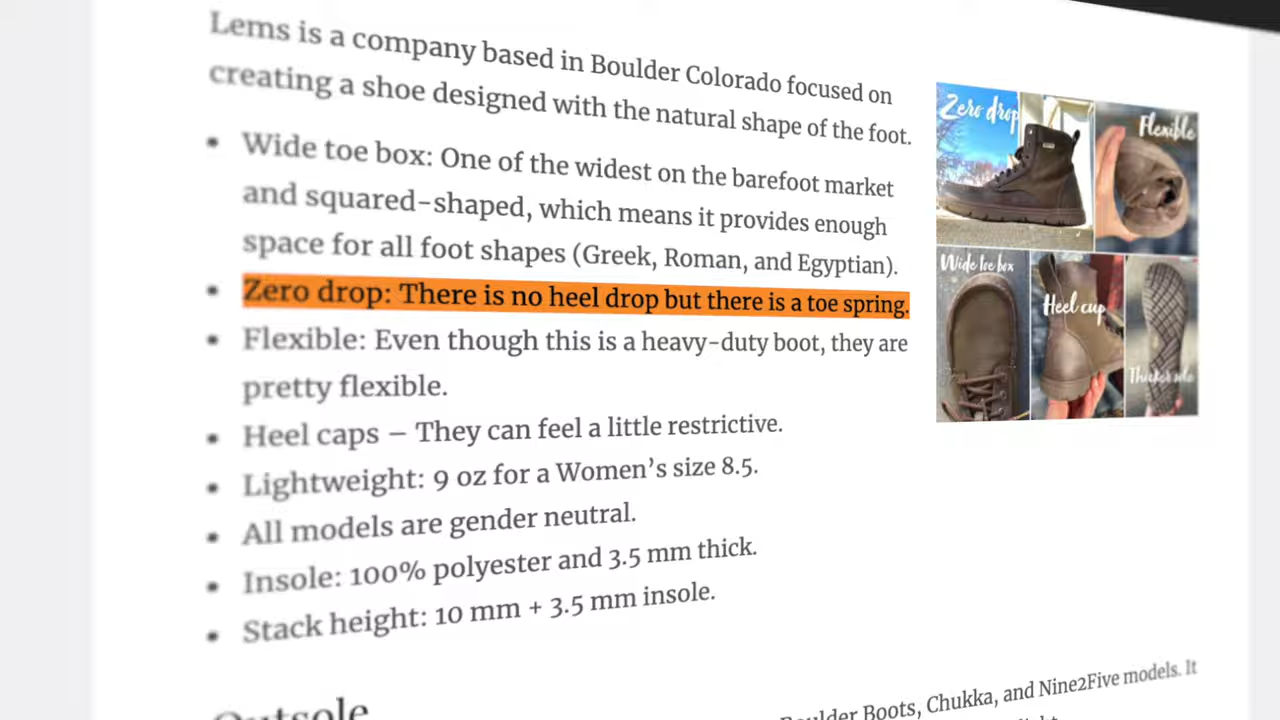 Lems is a company based in Boulder Colorado focused on
creating a shoe designed with the natural shape of the foot.
Wide toe box: One of the widest on the barefoot market
and squared-shaped, which means it provides enough
space for all foot shapes (Greek, Roman, and Egyptian).
Zero drop: There is no heel drop but there is a toe spring.
Flexible: Even though this is a heavy-duty boot, they are
pretty flexible.
Heel caps – They can feel a little restrictive.
Lightweight: 9 oz for a Women's size 8.5.
All models are gender neutral.
Insole: 100% polyester and 3.5 mm thick.
Stack height: 10 mm + 3.5 mm insole.
Zero drop
Flexible
Wide toe box
Heel cup
Thicker sole
Outsole
Boulder Boots, Chukka, and Nine2Five models. It